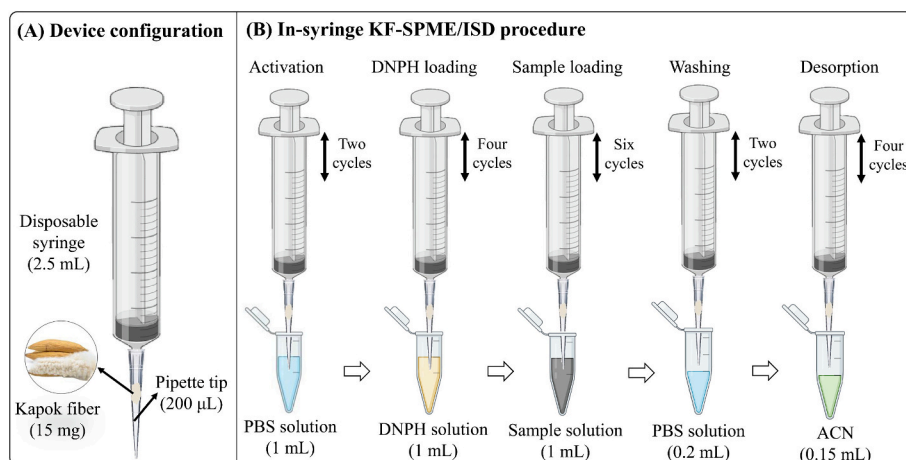 (A) Device configuration
Disposable
syringe
(2.5 mL)
Kapok fiber
(15 mg)
Pipette tip
(200 μL)
(B) In-syringe KF-SPME/ISD procedure
Activation
Two
cycles
PBS solution
(1 mL)
DNPH loading
Four
cycles
DNPH solution
(1 mL)
Sample loading
Six
cycles
Sample solution
(1 mL)
Washing
Two
cycles
PBS solution
(0.2 mL)
Desorption
Four
cycles
ACN
(0.15 mL)